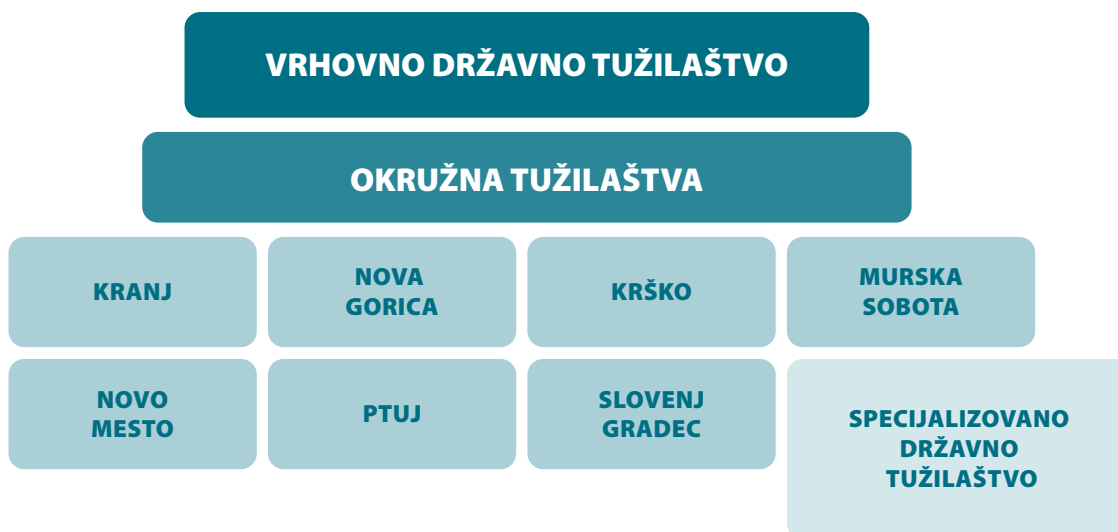 VRHOVNO DRŽAVNO TUŽILAŠTVO
OKRUŽNA TUŽILAŠTVA
KRANJ
NOVA
GORICA
KRŠKO
MURSKA
SOBOTA
NOVO
MESTO
PTUJ
SLOVENJ
GRADEC
SPECIJALIZOVANO
DRŽAVNO
TUŽILAŠTVO